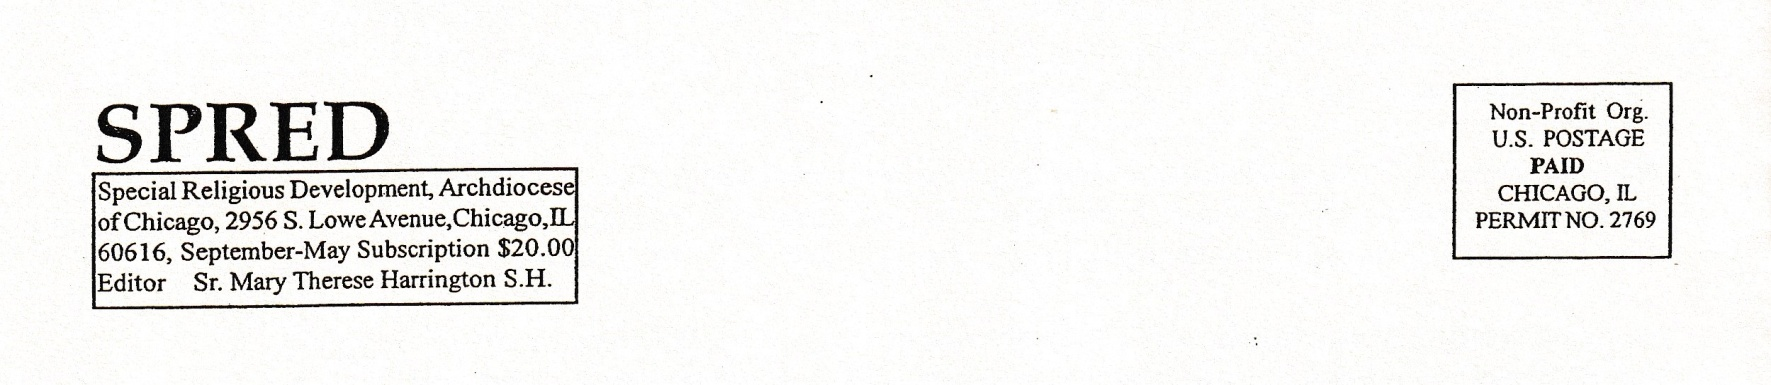 SPRED
Special Religious Development, Archdiocese
of Chicago, 2956 S. Lowe Avenue,Chicago,IL
60616, September-May Subscription $20.00
Editor Sr. Mary Therese Harrington S.H.
Non-Profit Org.
U.S. POSTAGE
PAID
CHICAGO, IL
PERMIT NO. 2769